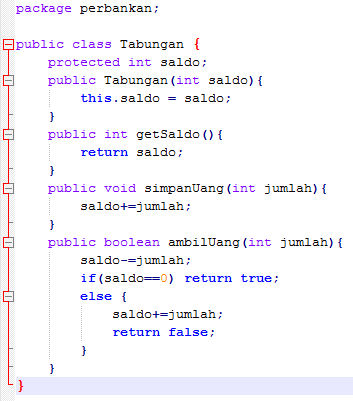 package perbankan;
public class Tabungan {
protected int saldo;
public Tabungan(int saldo){
this.saldo = saldo;
}
public int getSaldo(){
return saldo;
}
public void simpanUang(int jumlah){
saldo+=jumlah;
}
public boolean ambilUang(int jumlah){
saldo-=jumlah;
if(saldo==0) return true;
else {
saldo+=jumlah;
return false;
}
}
}